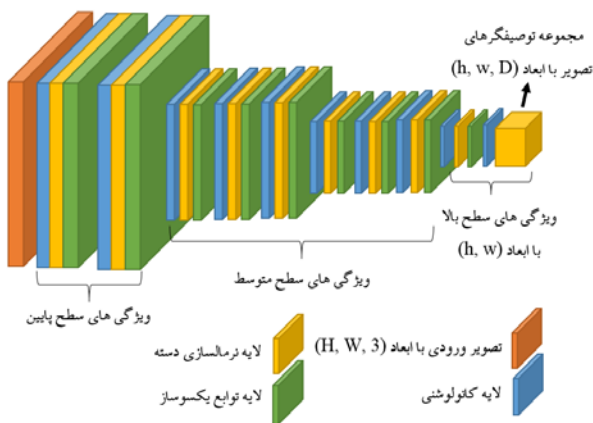 مجموعه توصیفگرهای
تصویر با ابعاد (h, w, D)
ویژگی های سطح بالا
با ابعاد (h, w)
ویژگی های سطح متوسط
ویژگی های سطح پایین
تصویر ورودی با ابعاد (H, W, 3)
لایه نرمالسازی دسته
لایه کانولوشنی
لایه توابع یکسوساز